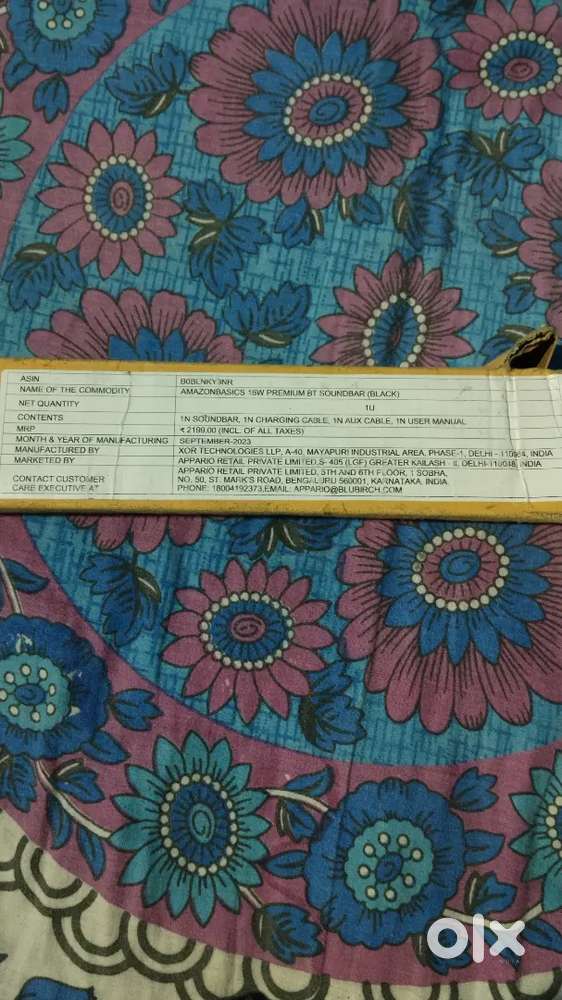 ASIN B0BLNKY3NR
NAME OF THE COMMODITY AMAZONBASICS 16W PREMIUM BT SOUNDBAR (BLACK)
NET QUANTITY 1U
CONTENTS 1N SOUNDBAR, 1N CHARGING CABLE, 1N AUX CABLE, 1N USER MANUAL
MRP ₹ 2199.00 (INCL. OF ALL TAXES)
MONTH & YEAR OF MANUFACTURING SEPTEMBER-2023
MANUFACTURED BY XOR TECHNOLOGIES LLP, A-40, MAYAPURI INDUSTRIAL AREA, PHASE-1, DELHI - 110064, INDIA
MARKETED BY APPARIO RETAIL PRIVATE LIMITED,S- 405 (LGF) GREATER KAILASH - II, DELHI-110048, INDIA
CONTACT CUSTOMER CARE EXECUTIVE AT APPARIO RETAIL PRIVATE LIMITED, 5TH AND 6TH FLOOR, 1 SOBHA,
NO. 50, ST. MARK'S ROAD, BENGALURU 560001, KARNATAKA, INDIA,
PHONE: 18004192373,EMAIL: APPARIO@BLUBIRCH.COM
olx